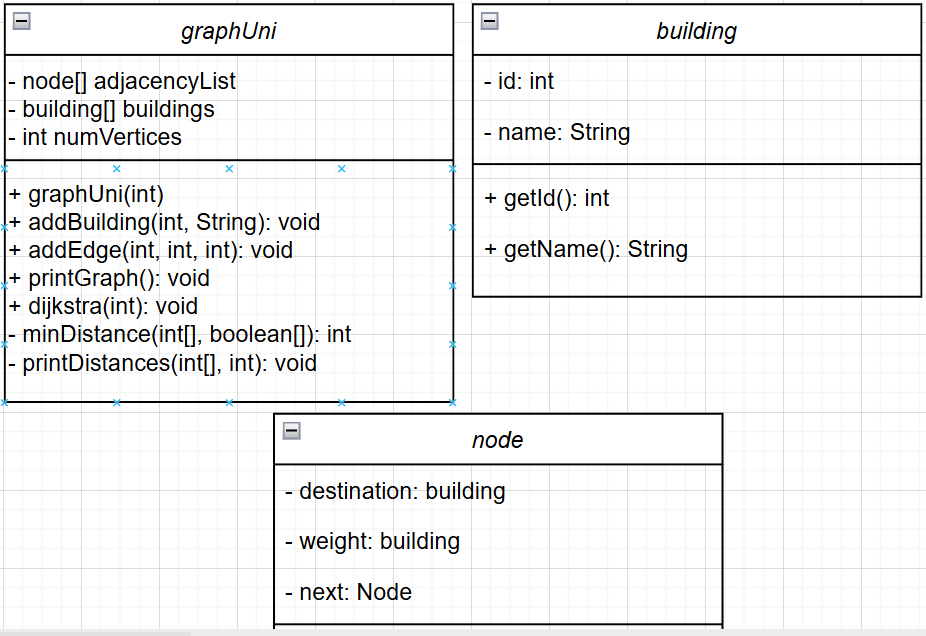 graphUni
- node[] adjacencyList
- building[] buildings
- int numVertices
+ graphUni(int)
+ addBuilding(int, String): void
+ addEdge(int, int, int): void
+ printGraph(): void
+ dijkstra(int): void
- minDistance(int[], boolean[]): int
- printDistances(int[], int): void
building
- id: int
- name: String
+ getId(): int
+ getName(): String
node
- destination: building
- weight: building
- next: Node